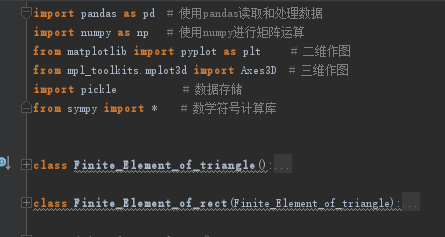 import pandas as pd # 使用pandas读取和处理数据
import numpy as np # 使用numpy进行矩阵运算
from matplotlib import pyplot as plt # 二维作图
from mpl_toolkits.mplot3d import Axes3D # 三维作图
import pickle # 数据存储
from sympy import * # 数学符号计算库
class Finite_Element_of_triangle():...
class Finite_Element_of_rect(Finite_Element_of_triangle):...